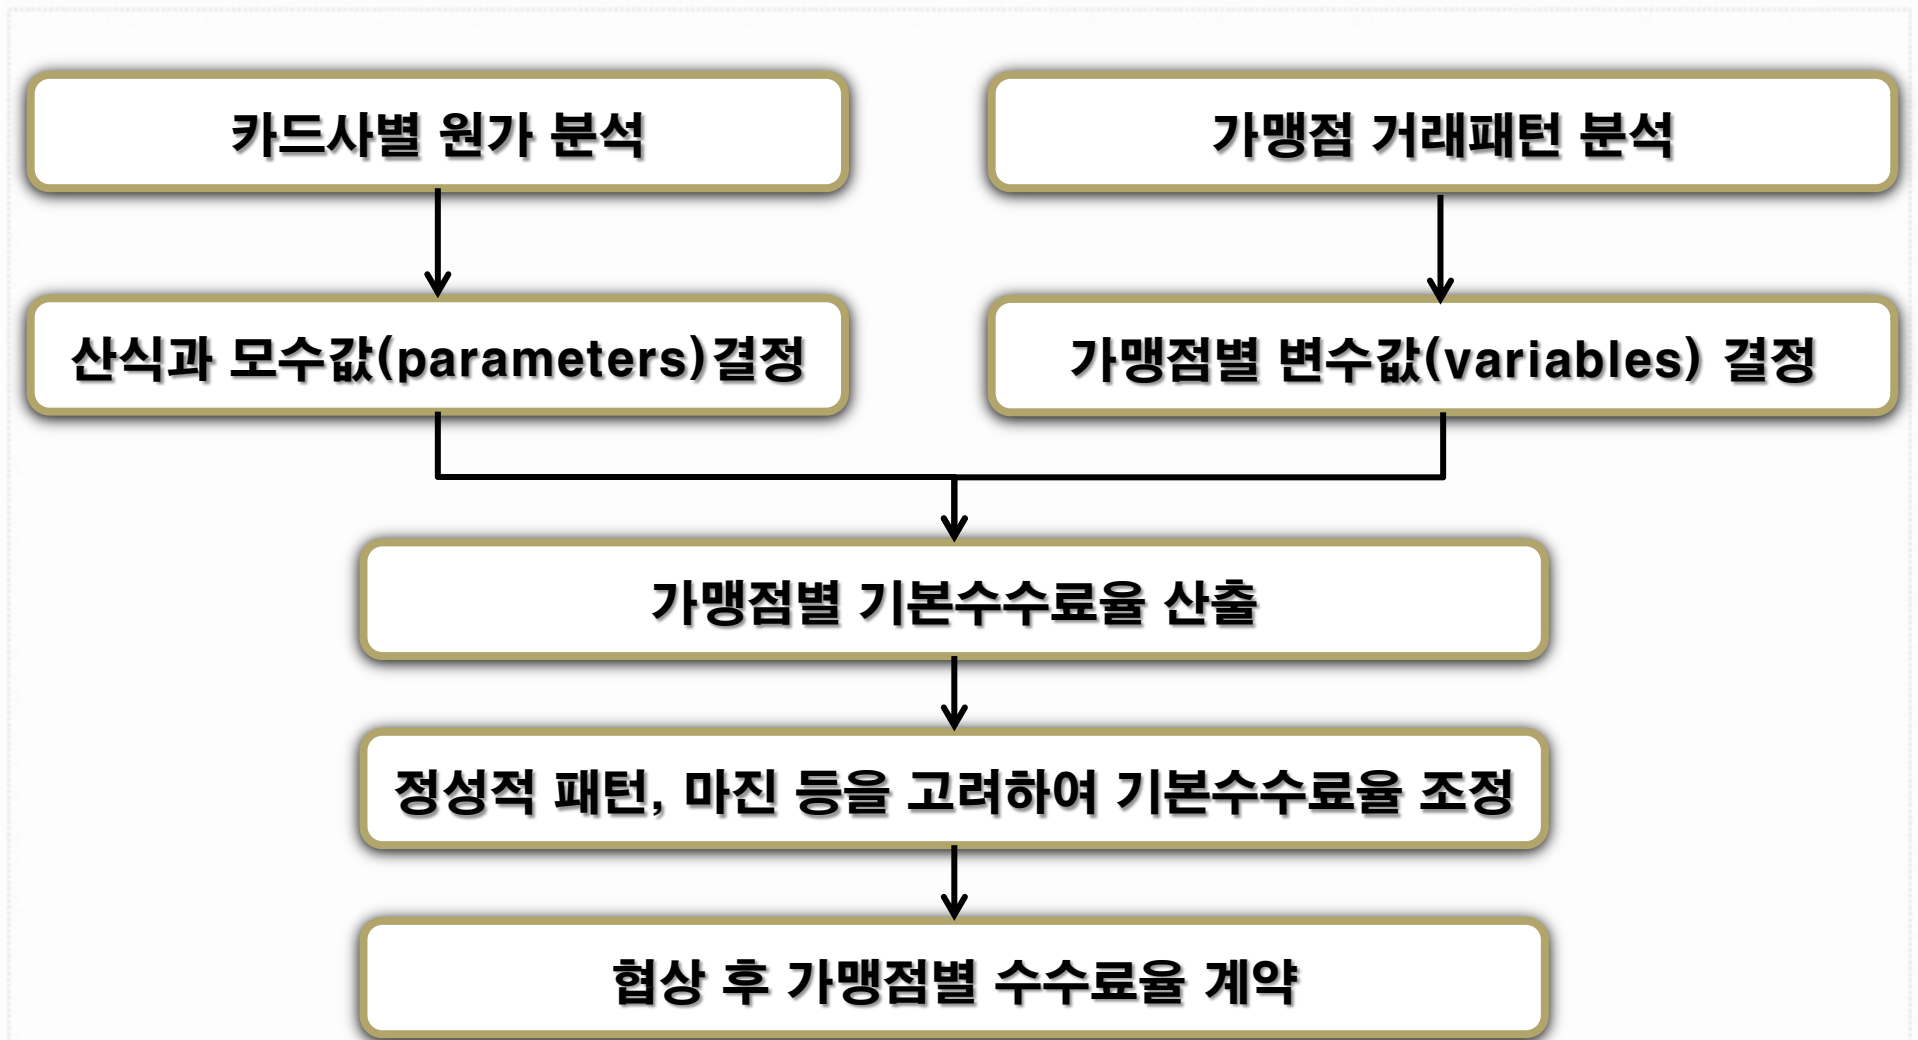 카드사별 원가 분석
가맹점 거래패턴 분석
산식과 모수값(parameters)결정
가맹점별 변수값(variables) 결정
가맹점별 기본수수료율 산출
정성적 패턴, 마진 등을 고려하여 기본수수료율 조정
협상 후 가맹점별 수수료율 계약